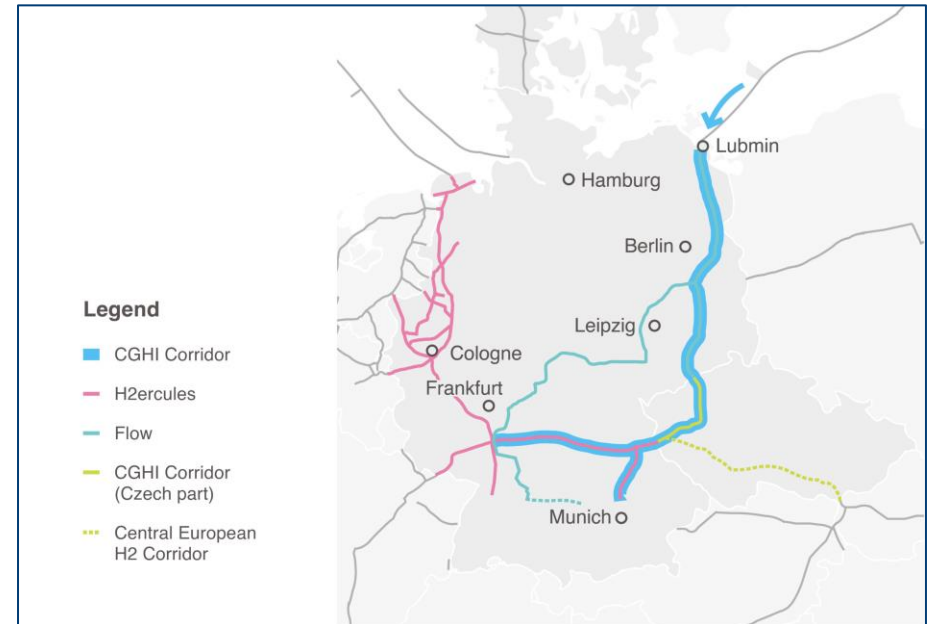 Lubmin
Hamburg
Berlin
Leipzig
Cologne
Frankfurt
Munich
Legend
CGHI Corridor
H2ercules
Flow
CGHI Corridor
(Czech part)
Central European
H2 Corridor